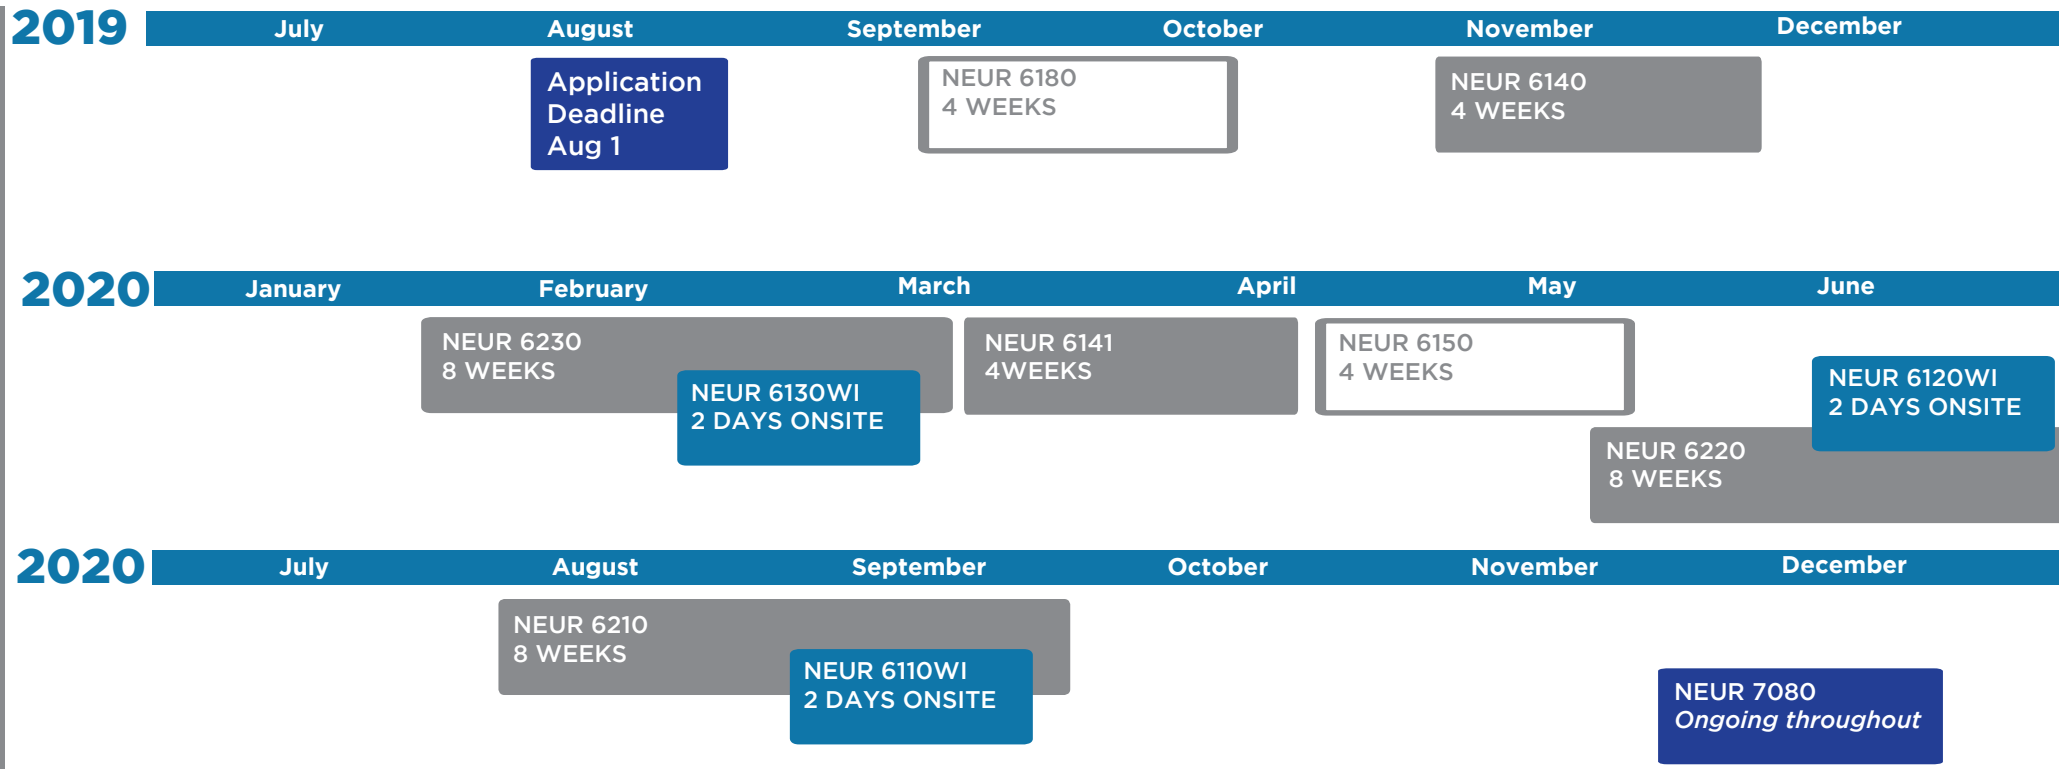 2019 July August September October November December
Application
Deadline
Aug 1
NEUR 6180
4 WEEKS
NEUR 6140
4 WEEKS
2020 January February March April May June
NEUR 6230
8 WEEKS
NEUR 6130WI
2 DAYS ONSITE
NEUR 6141
4WEEKS
NEUR 6150
4 WEEKS
NEUR 6120WI
2 DAYS ONSITE
NEUR 6220
8 WEEKS
2020 July August September October November December
NEUR 6210
8 WEEKS
NEUR 6110WI
2 DAYS ONSITE
NEUR 7080
Ongoing throughout